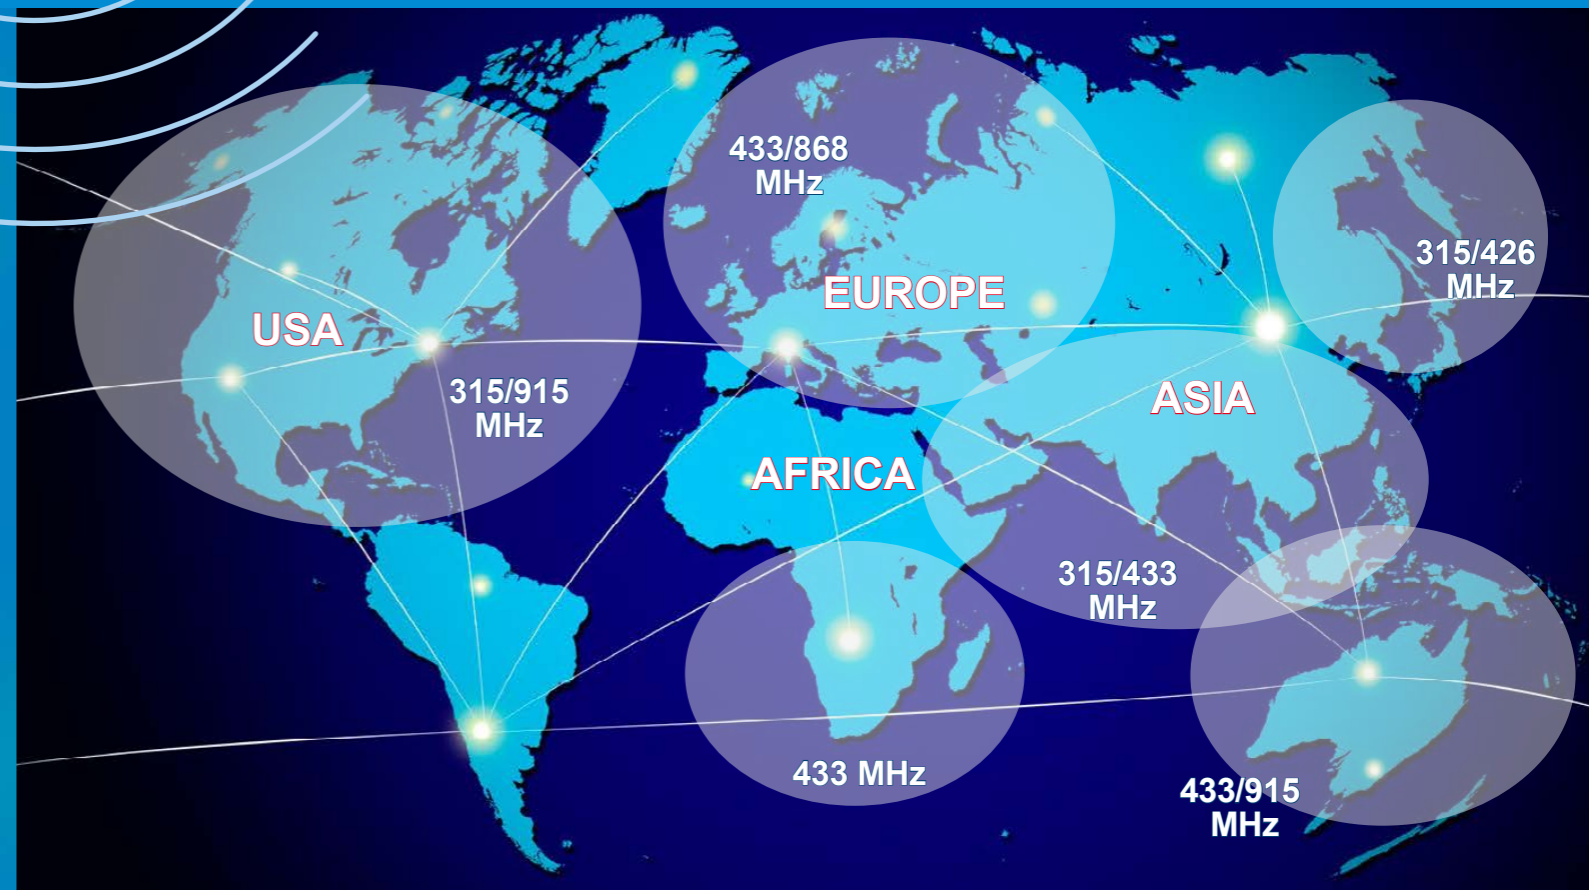 433/868
MHz
315/426
MHz
EUROPE
USA
315/915
MHz
ASIA
AFRICA
315/433
MHz
433 MHz
433/915
MHz